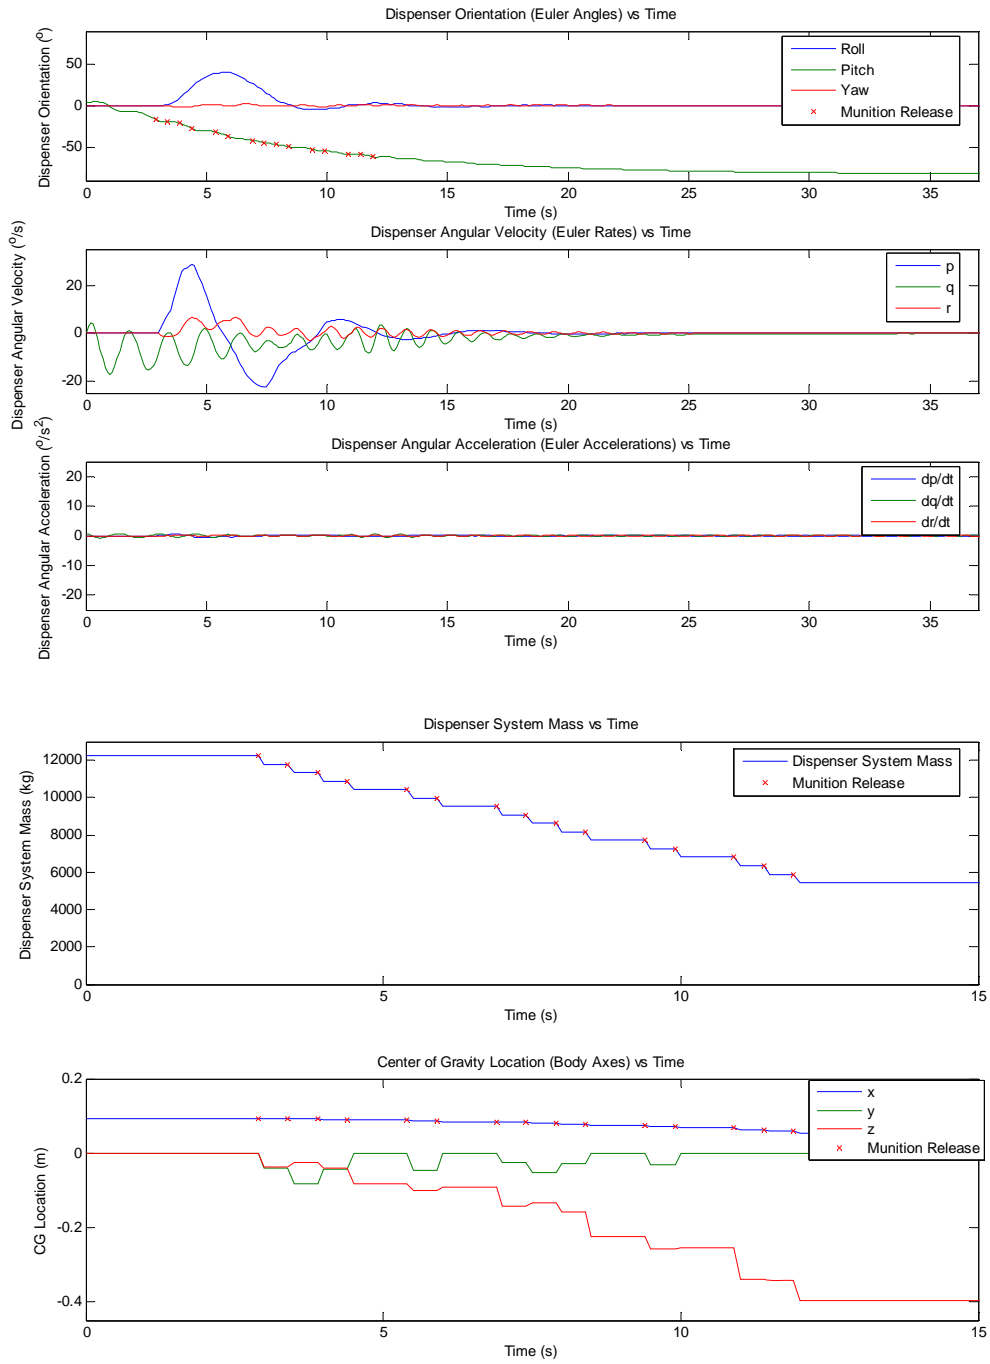 Dispenser Orientation (Euler Angles) vs Time
Dispenser Orientation (O)
50
0
-50
Roll
Pitch
Yaw
Munition Release
0 5 10 15 20 25 30 35
Time (s)
Dispenser Angular Velocity (Euler Rates) vs Time
Dispenser Angular Velocity (O/s)
20
0
-20
p
q
r
0 5 10 15 20 25 30 35
Time (s)
Dispenser Angular Acceleration (Euler Accelerations) vs Time
Dispenser Angular Acceleration (O/s2)
20
10
0
-10
-20
dp/dt
dq/dt
dr/dt
0 5 10 15 20 25 30 35
Time (s)
Dispenser System Mass vs Time
Dispenser System Mass (kg)
12000
10000
8000
6000
4000
2000
0
Dispenser System Mass
Munition Release
0 5 10 15
Time (s)
Center of Gravity Location (Body Axes) vs Time
CG Location (m)
0.2
0
-0.2
-0.4
x
y
z
Munition Release
0 5 10 15
Time (s)